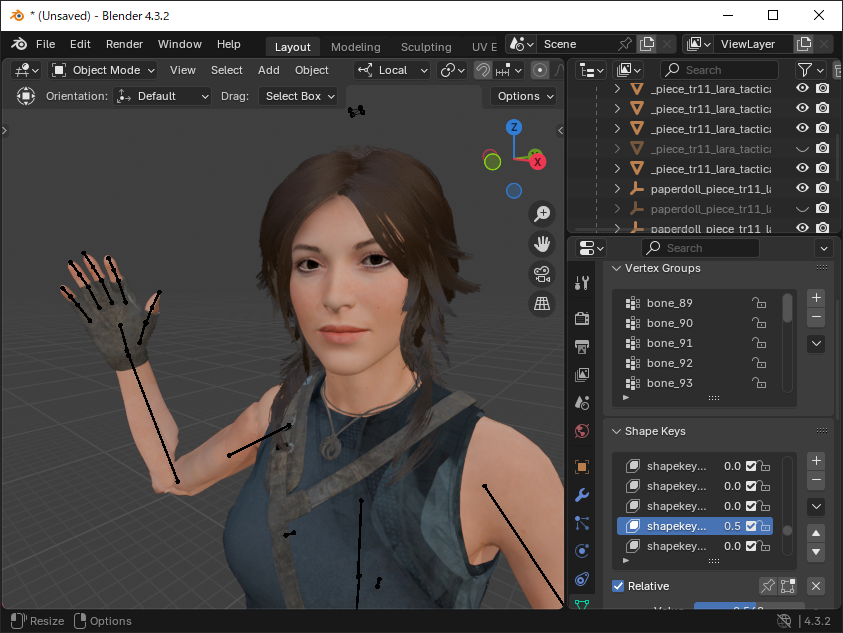 * (Unsaved) - Blender 4.3.2
File Edit Render Window Help Layout Modeling Sculpting UV E Scene ViewLayer
Object Mode View Select Add Object Local Search
Orientation: Default Drag: Select Box Options
_piece_tr11_lara_tactica
_piece_tr11_lara_tactica
_piece_tr11_lara_tactica
_piece_tr11_lara_tactica
_piece_tr11_lara_tactica
paperdoll_piece_tr11_la
paperdoll_piece_tr11_la
paperdoll_piece_tr11_la
Z
X
Search
Vertex Groups
bone_89
bone_90
bone_91
bone_92
bone_93
Shape Keys
shapekey... 0.0
shapekey... 0.0
shapekey... 0.0
shapekey... 0.5
shapekey... 0.0
Relative
Resize Options 4.3.2